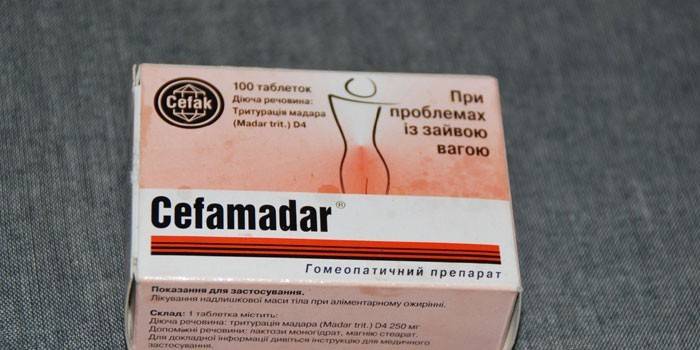 Cefak
100 таблеток
Діюча речовина:
Тритурація мадара
(Madar trit.) D4
При
проблемах
із зайвою
вагою
Cefamadar®
Гомеопатичний препарат
Показання для застосування.
Лікування надлишкової маси тіла при аліментарному ожирінні.
Склад: 1 таблетка містить:
Діюча речовина: тритурація мадара (Madar trit.) D4 250 мг
Допоміжні речовини: лактози моногідрат, магнію стеарат.
Для докладної інформації дивіться інструкцію для медичного
застосування.